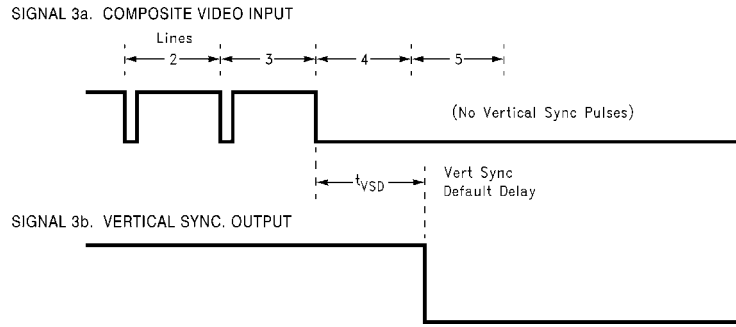 SIGNAL 3a. COMPOSITE VIDEO INPUT
Lines
2 3 4 5
(No Vertical Sync Pulses)
tVSD
Vert Sync
Default Delay
SIGNAL 3b. VERTICAL SYNC. OUTPUT